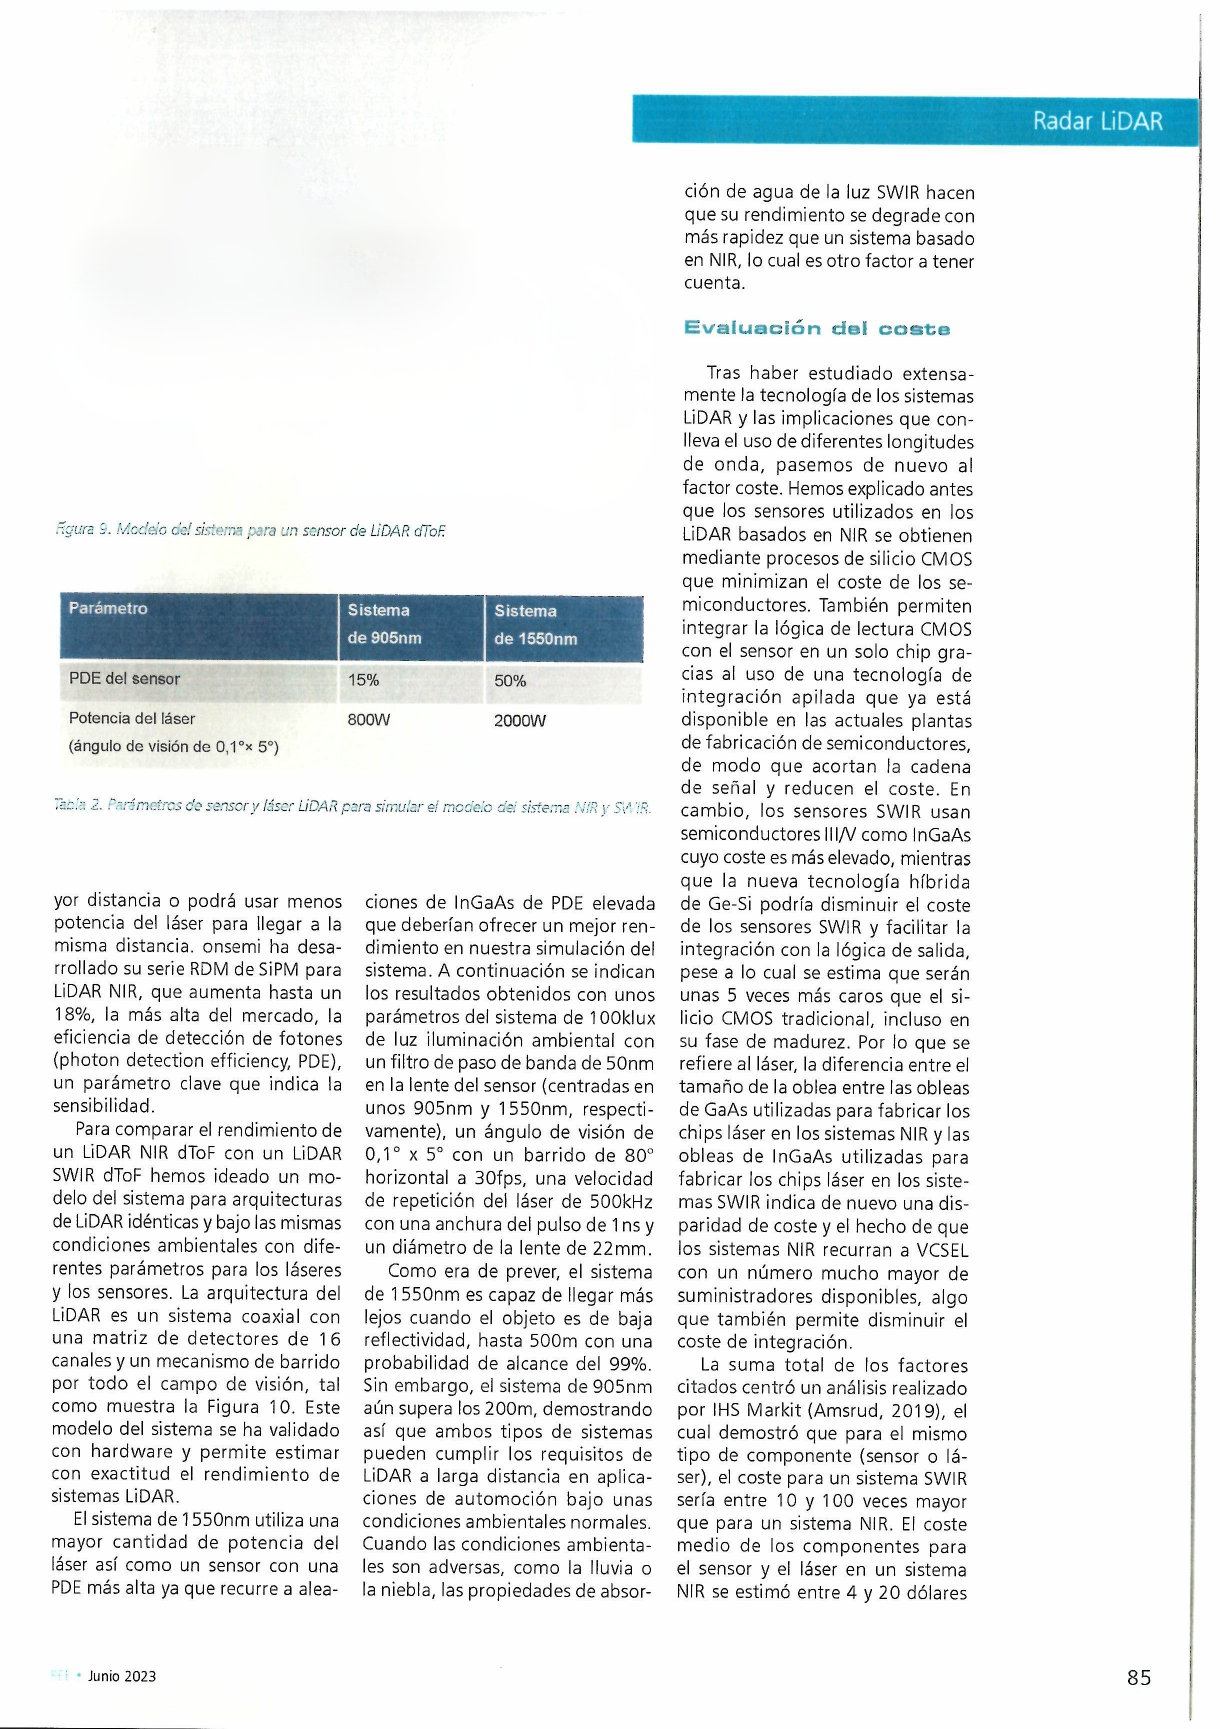 Radar LiDAR
Figura 9. Modelo del sistema para un sensor de LiDAR dToF.
Parámetro
Sistema
de 905nm
Sistema
de 1550nm
PDE del sensor
15%
50%
Potencia del láser
(ángulo de visión de 0,1ºx 5º)
800W
2000W
Tabla 2. Parámetros de sensor y láser LiDAR para simular el modelo del sistema NIR y SWIR.
yor distancia o podrá usar menos
potencia del láser para llegar a la
misma distancia. onsemi ha desa-
rrollado su serie RDM de SiPM para
LiDAR NIR, que aumenta hasta un
18%, la más alta del mercado, la
eficiencia de detección de fotones
(photon detection efficiency, PDE),
un parámetro clave que indica la
sensibilidad.
Para comparar el rendimiento de
un LiDAR NIR dToF con un LiDAR
SWIR dToF hemos ideado un mo-
delo del sistema para arquitecturas
de LiDAR idénticas y bajo las mismas
condiciones ambientales con dife-
rentes parámetros para los láseres
y los sensores. La arquitectura del
LiDAR es un sistema coaxial con
una matriz de detectores de 16
canales y un mecanismo de barrido
por todo el campo de visión, tal
como muestra la Figura 10. Este
modelo del sistema se ha validado
con hardware y permite estimar
con exactitud el rendimiento de
sistemas LiDAR.
El sistema de 1550nm utiliza una
mayor cantidad de potencia del
láser así como un sensor con una
PDE más alta ya que recurre a alea-
ciones de InGaAs de PDE elevada
que deberían ofrecer un mejor ren-
dimiento en nuestra simulación del
sistema. A continuación se indican
los resultados obtenidos con unos
parámetros del sistema de 100klux
de luz iluminación ambiental con
un filtro de paso de banda de 50nm
en la lente del sensor (centradas en
unos 905nm y 1550nm, respecti-
vamente), un ángulo de visión de
0,1° x 5° con un barrido de 80°
horizontal a 30fps, una velocidad
de repetición del láser de 500kHz
con una anchura del pulso de 1 ns y
un diámetro de la lente de 22mm.
Como era de prever, el sistema
de 1550nm es capaz de llegar más
lejos cuando el objeto es de baja
reflectividad, hasta 500m con una
probabilidad de alcance del 99%.
Sin embargo, el sistema de 905nm
aún supera los 200m, demostrando
así que ambos tipos de sistemas
pueden cumplir los requisitos de
LiDAR a larga distancia en aplica-
ciones de automoción bajo unas
condiciones ambientales normales.
Cuando las condiciones ambienta-
les son adversas, como la lluvia o
la niebla, las propiedades de absor-
ción de agua de la luz SWIR hacen
que su rendimiento se degrade con
más rapidez que un sistema basado
en NIR, lo cual es otro factor a tener
cuenta.
Evaluación del coste
Tras haber estudiado extensa-
mente la tecnología de los sistemas
LiDAR y las implicaciones que con-
lleva el uso de diferentes longitudes
de onda, pasemos de nuevo al
factor coste. Hemos explicado antes
que los sensores utilizados en los
LiDAR basados en NIR se obtienen
mediante procesos de silicio CMOS
que minimizan el coste de los se-
miconductores. También permiten
integrar la lógica de lectura CMOS
con el sensor en un solo chip gra-
cias al uso de una tecnología de
integración apilada que ya está
disponible en las actuales plantas
de fabricación de semiconductores,
de modo que acortan la cadena
de señal y reducen el coste. En
cambio, los sensores SWIR usan
semiconductores III/V como InGaAs
cuyo coste es más elevado, mientras
que la nueva tecnología híbrida
de Ge-Si podría disminuir el coste
de los sensores SWIR y facilitar la
integración con la lógica de salida,
pese a lo cual se estima que serán
unas 5 veces más caros que el si-
licio CMOS tradicional, incluso en
su fase de madurez. Por lo que se
refiere al láser, la diferencia entre el
tamaño de la oblea entre las obleas
de GaAs utilizadas para fabricar los
chips láser en los sistemas NIR y las
obleas de InGaAs utilizadas para
fabricar los chips láser en los siste-
mas SWIR indica de nuevo una dis-
paridad de coste y el hecho de que
los sistemas NIR recurran a VCSEL
con un número mucho mayor de
suministradores disponibles, algo
que también permite disminuir el
coste de integración.
La suma total de los factores
citados centró un análisis realizado
por IHS Markit (Amsrud, 2019), el
cual demostró que para el mismo
tipo de componente (sensor o lá-
ser), el coste para un sistema SWIR
sería entre 10 y 100 veces mayor
que para un sistema NIR. El coste
medio de los componentes para
el sensor y el láser en un sistema
NIR se estimó entre 4 y 20 dólares
• Junio 2023
85